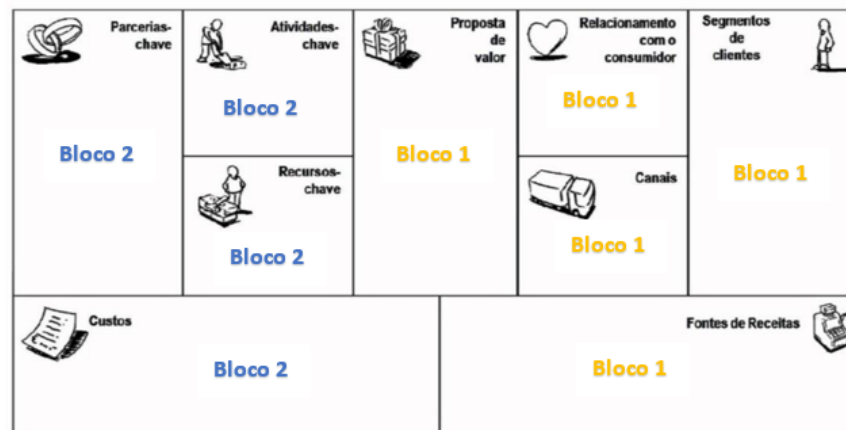 Parcerias-
chave
Bloco 2
Atividades-
chave
Bloco 2
Recursos-
chave
Bloco 2
Proposta
de
valor
Bloco 1
Relacionamento
com o
consumidor
Bloco 1
Canais
Bloco 1
Segmentos
de
clientes
Bloco 1
Custos
Bloco 2
Fontes de Receitas
Bloco 1